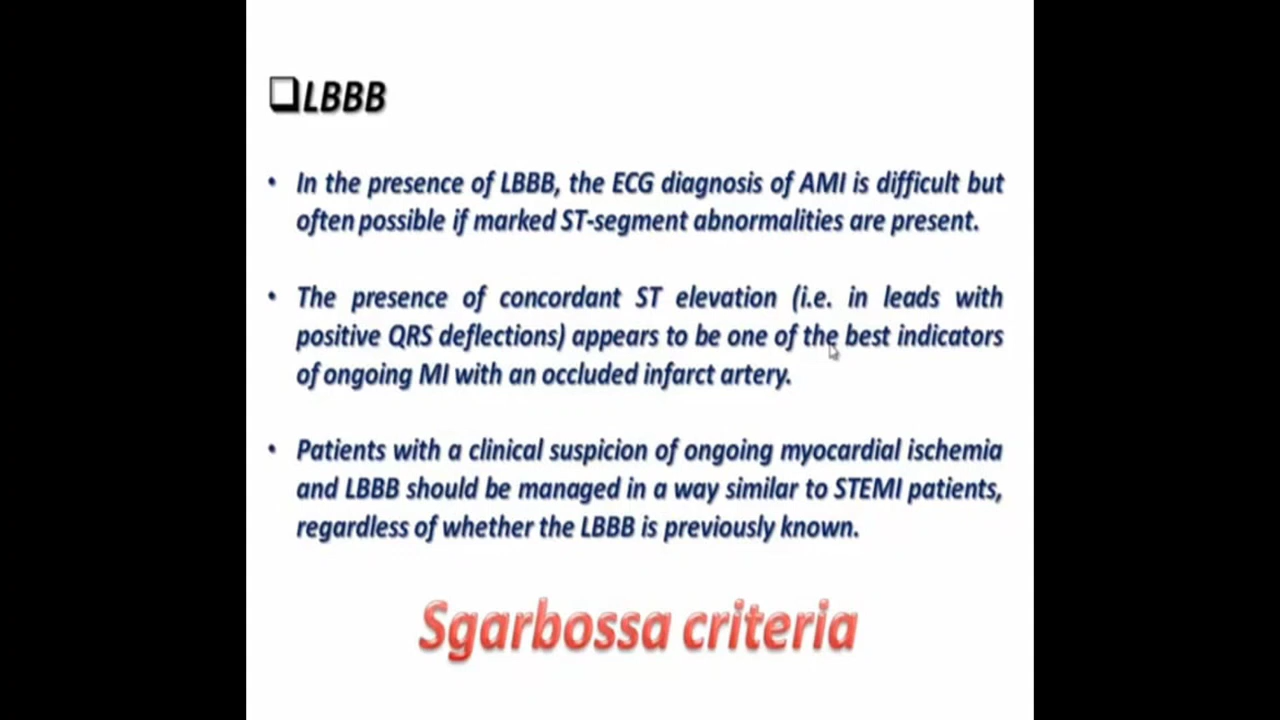 ❑LBBB
• In the presence of LBBB, the ECG diagnosis of AMI is difficult but
often possible if marked ST-segment abnormalities are present.
• The presence of concordant ST elevation (i.e. in leads with
positive QRS deflections) appears to be one of the best indicators
of ongoing MI with an occluded infarct artery.
• Patients with a clinical suspicion of ongoing myocardial ischemia
and LBBB should be managed in a way similar to STEMI patients,
regardless of whether the LBBB is previously known.
Sgarbossa criteria